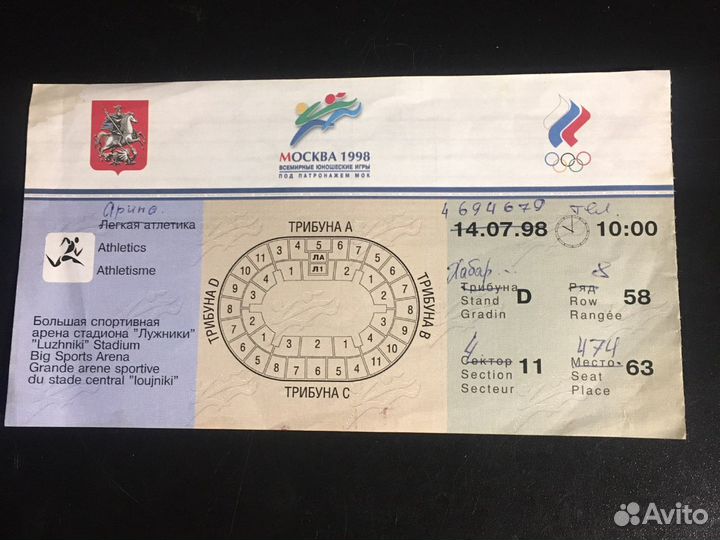 МОСКВА 1998
ВСЕМИРНЫЕ ЮНОШЕСКИЕ ИГРЫ
ПОД ПАТРОНАЖЕМ МОК
Арина.
Легкая атлетика
Athletics
Athletisme
Большая спортивная
арена стадиона "Лужники"
"Luzhniki" Stadium
Big Sports Arena
Grande arene sportive
du stade central "loujniki"
ТРИБУНА A
ТРИБУНА D
ТРИБУНА B
ТРИБУНА C
ЛА
Л1
4694679 тел.
14.07.98 10:00
Хабар...
Трибуна
Stand D
Gradin
8
Ряд
Row 58
Rangée
4
Сектор
Section 11
Secteur
474
Место
Seat 63
Place
Avito